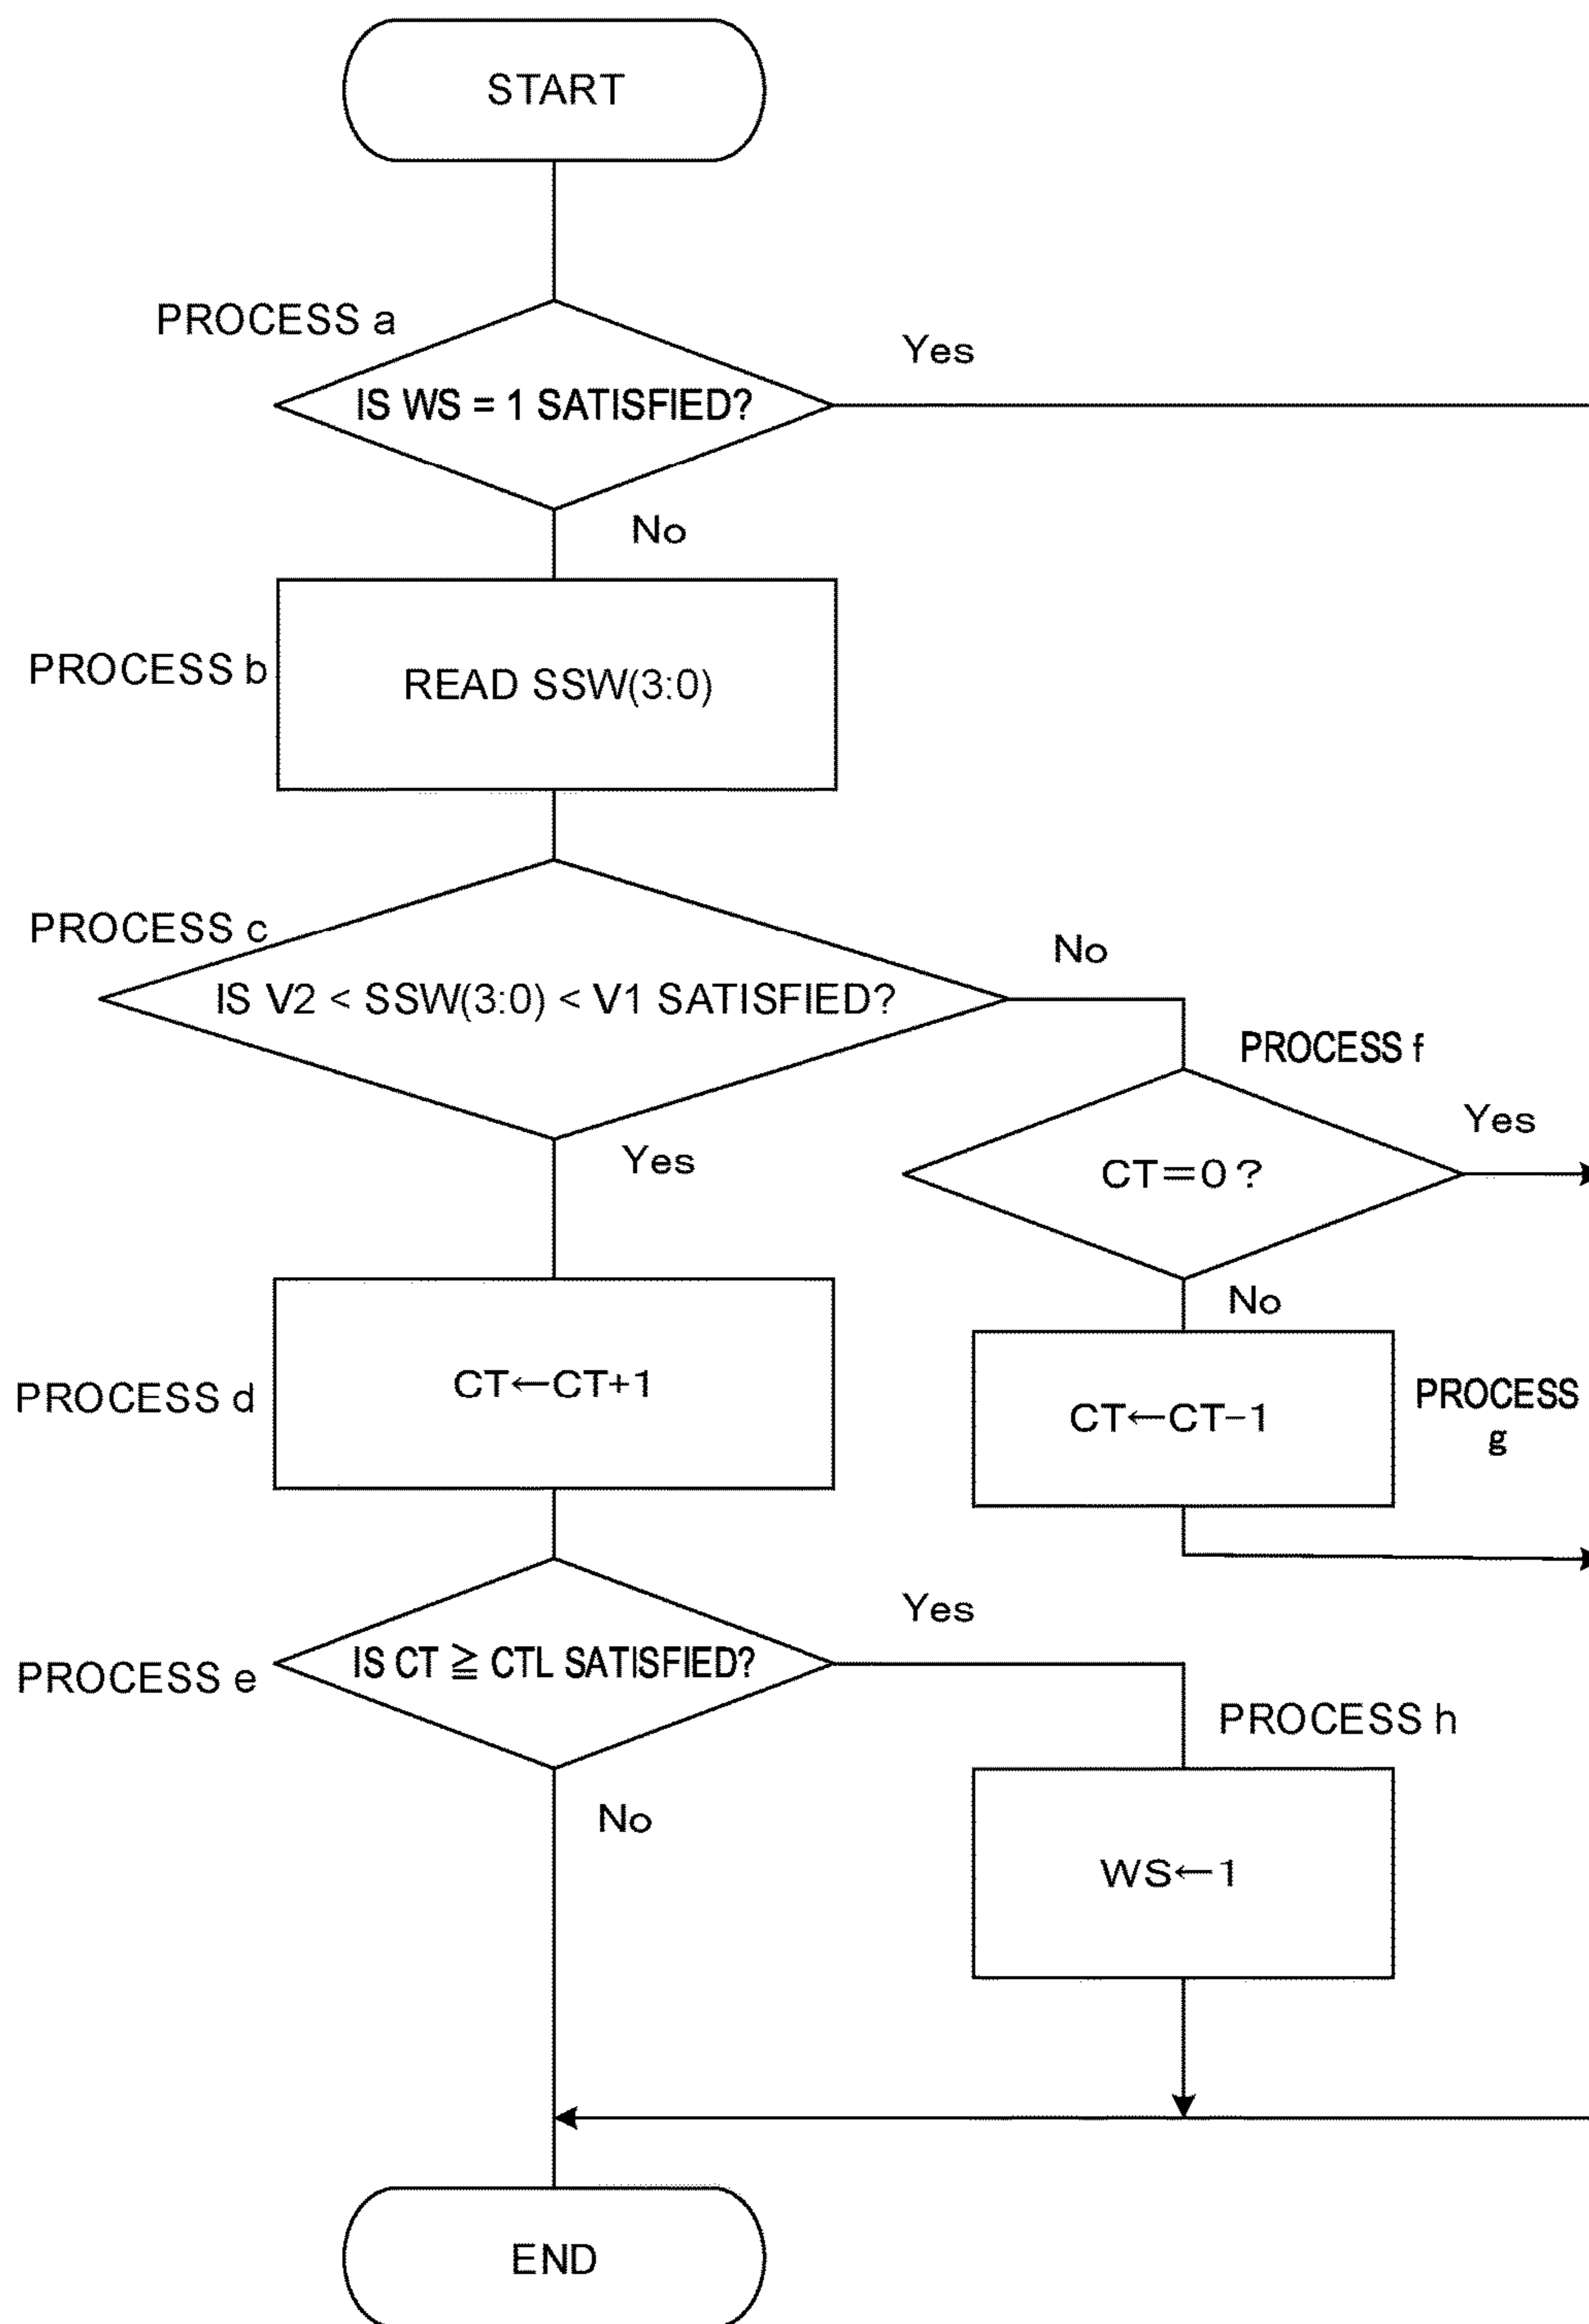 START
PROCESS a
Yes
IS WS = 1 SATISFIED?
No
PROCESS b
READ SSW(3:0)
PROCESS c
No
IS V2 < SSW(3:0) < V1 SATISFIED?
PROCESS f
Yes
Yes
CT=0 ?
No
PROCESS d
CT←CT+1
CT←CT−1
PROCESS
g
Yes
IS CT ≧ CTL SATISFIED?
PROCESS e
PROCESS h
No
WS←1
END